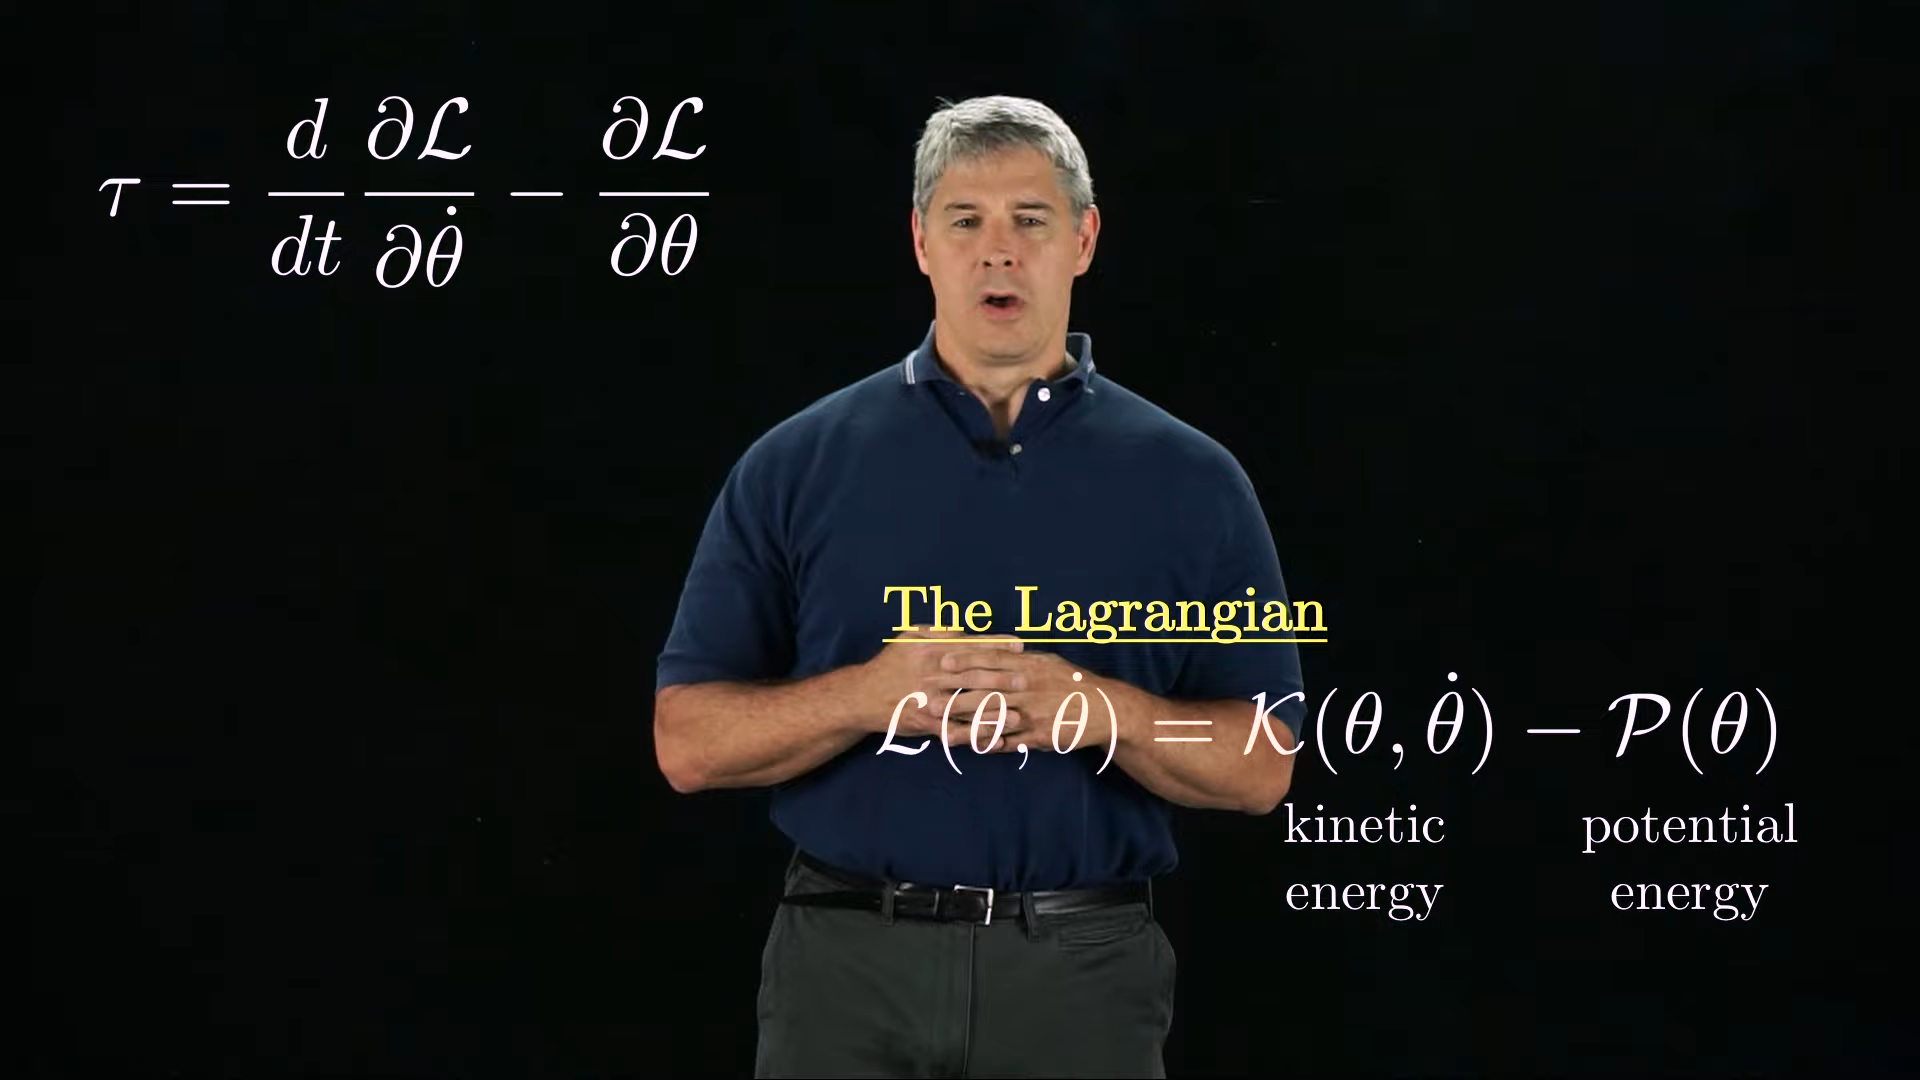 τ = d/dt ∂ℒ/∂θ̇ − ∂ℒ/∂θ
The Lagrangian
ℒ(θ, θ̇) = 𝒦(θ, θ̇) − 𝒫(θ)
kinetic energy
potential energy